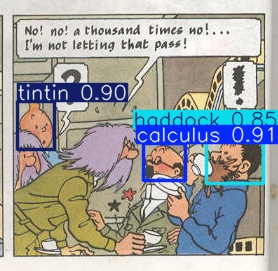 No! no! a thousand times no!...
I'm not letting that pass!
?
!
tintin 0.90
haddock 0.85
calculus 0.91